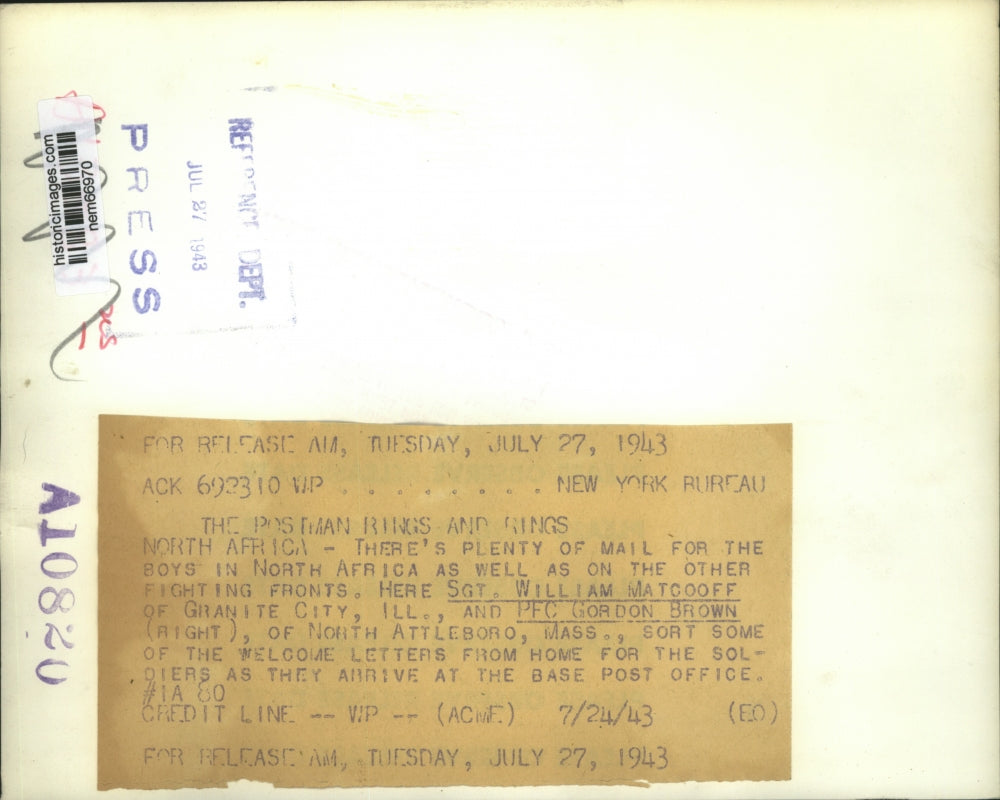 historicimages.com
nem66970
PRESS
JUL 27 1943
DEPT.
A10820
FOR RELEASE AM, TUESDAY, JULY 27, 1943
ACK 692310 WP . . . . . . . . . NEW YORK BUREAU
THE POSTMAN RINGS AND RINGS
NORTH AFRICA - THERE'S PLENTY OF MAIL FOR THE
BOYS IN NORTH AFRICA AS WELL AS ON THE OTHER
FIGHTING FRONTS. HERE SGT. WILLIAM MATCOOFF
OF GRANITE CITY, ILL., AND PFC GORDON BROWN
(RIGHT), OF NORTH ATTLEBORO, MASS., SORT SOME
OF THE WELCOME LETTERS FROM HOME FOR THE SOL-
DIERS AS THEY ARRIVE AT THE BASE POST OFFICE.
#1A 80
CREDIT LINE -- WP -- (ACME) 7/24/43 (EO)
FOR RELEASE AM, TUESDAY, JULY 27, 1943